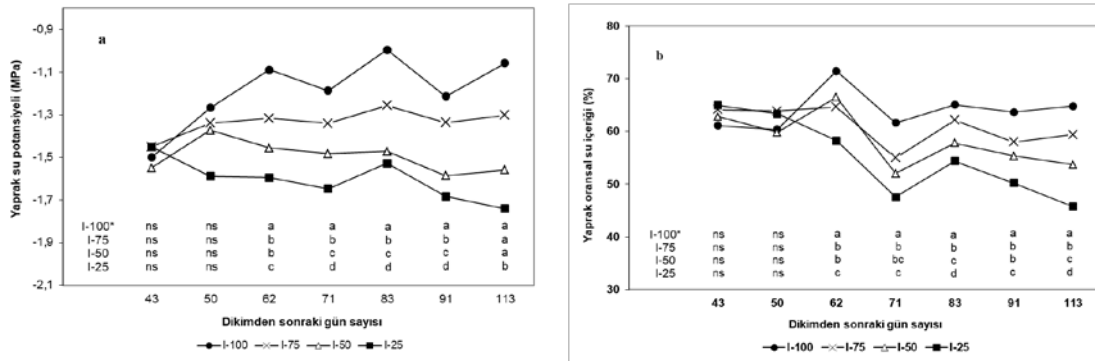 a
Yaprak su potansiyeli (MPa)
-0,9
-1,1
-1,3
-1,5
-1,7
-1,9
-2,1
I-100* ns ns a a a a a
I-75 ns ns b b b b a
I-50 ns ns b c c c a
I-25 ns ns c d d d b
43 50 62 71 83 91 113
Dikimden sonraki gün sayısı
I-100 I-75 I-50 I-25
b
Yaprak oransal su içeriği (%)
80
70
60
50
40
30
I-100* ns ns a a a a a
I-75 ns ns b b b b b
I-50 ns ns b bc c b c
I-25 ns ns c c d c d
43 50 62 71 83 91 113
Dikimden sonraki gün sayısı
I-100 I-75 I-50 I-25